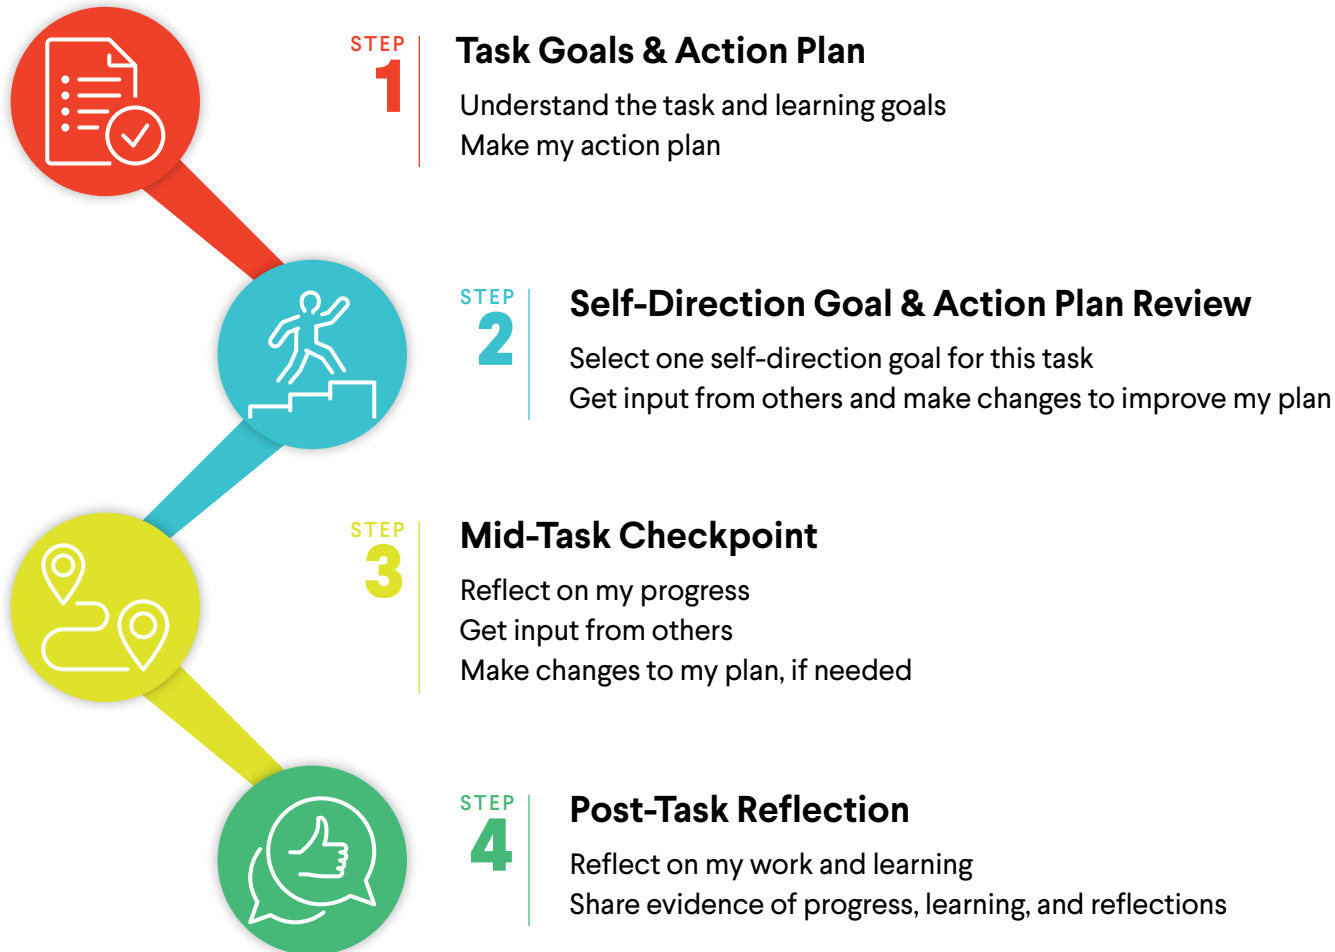 STEP
1
Task Goals & Action Plan
Understand the task and learning goals
Make my action plan
STEP
2
Self-Direction Goal & Action Plan Review
Select one self-direction goal for this task
Get input from others and make changes to improve my plan
STEP
3
Mid-Task Checkpoint
Reflect on my progress
Get input from others
Make changes to my plan, if needed
STEP
4
Post-Task Reflection
Reflect on my work and learning
Share evidence of progress, learning, and reflections